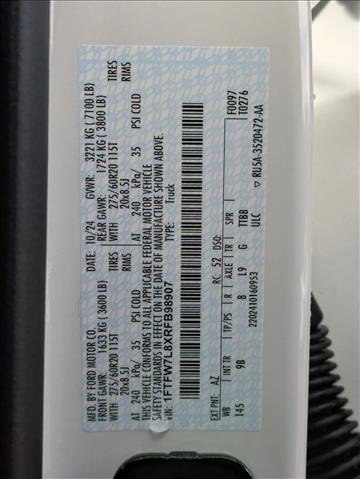 MFD. BY FORD MOTOR CO.
DATE: 10/24 GVWR: 3221 KG ( 7100 LB)
FRONT GAWR: 1633 KG (3600 LB) REAR GAWR: 1724 KG (3800 LB)
WITH 275/60R20 115T TIRES WITH 275/60R20 115T TIRES
20x8.5J RIMS 20x8.5J RIMS
AT 240 kPa/ 35 PSI COLD AT 240 kPa/ 35 PSI COLD
THIS VEHICLE CONFORMS TO ALL APPLICABLE FEDERAL MOTOR VEHICLE
SAFETY STANDARDS IN EFFECT ON THE DATE OF MANUFACTURE SHOWN ABOVE.
VIN: 1FTFW7L8XRFB98907 TYPE: Truck
F0097
T0276
EXT PNT: AZ RC: 52 DSO:
WB INT TR TP/PS R AXLE TR SPR
145 9B 8 L9 G TTBB
2202410160953 ULC
▽ RU5A-3520472-AA